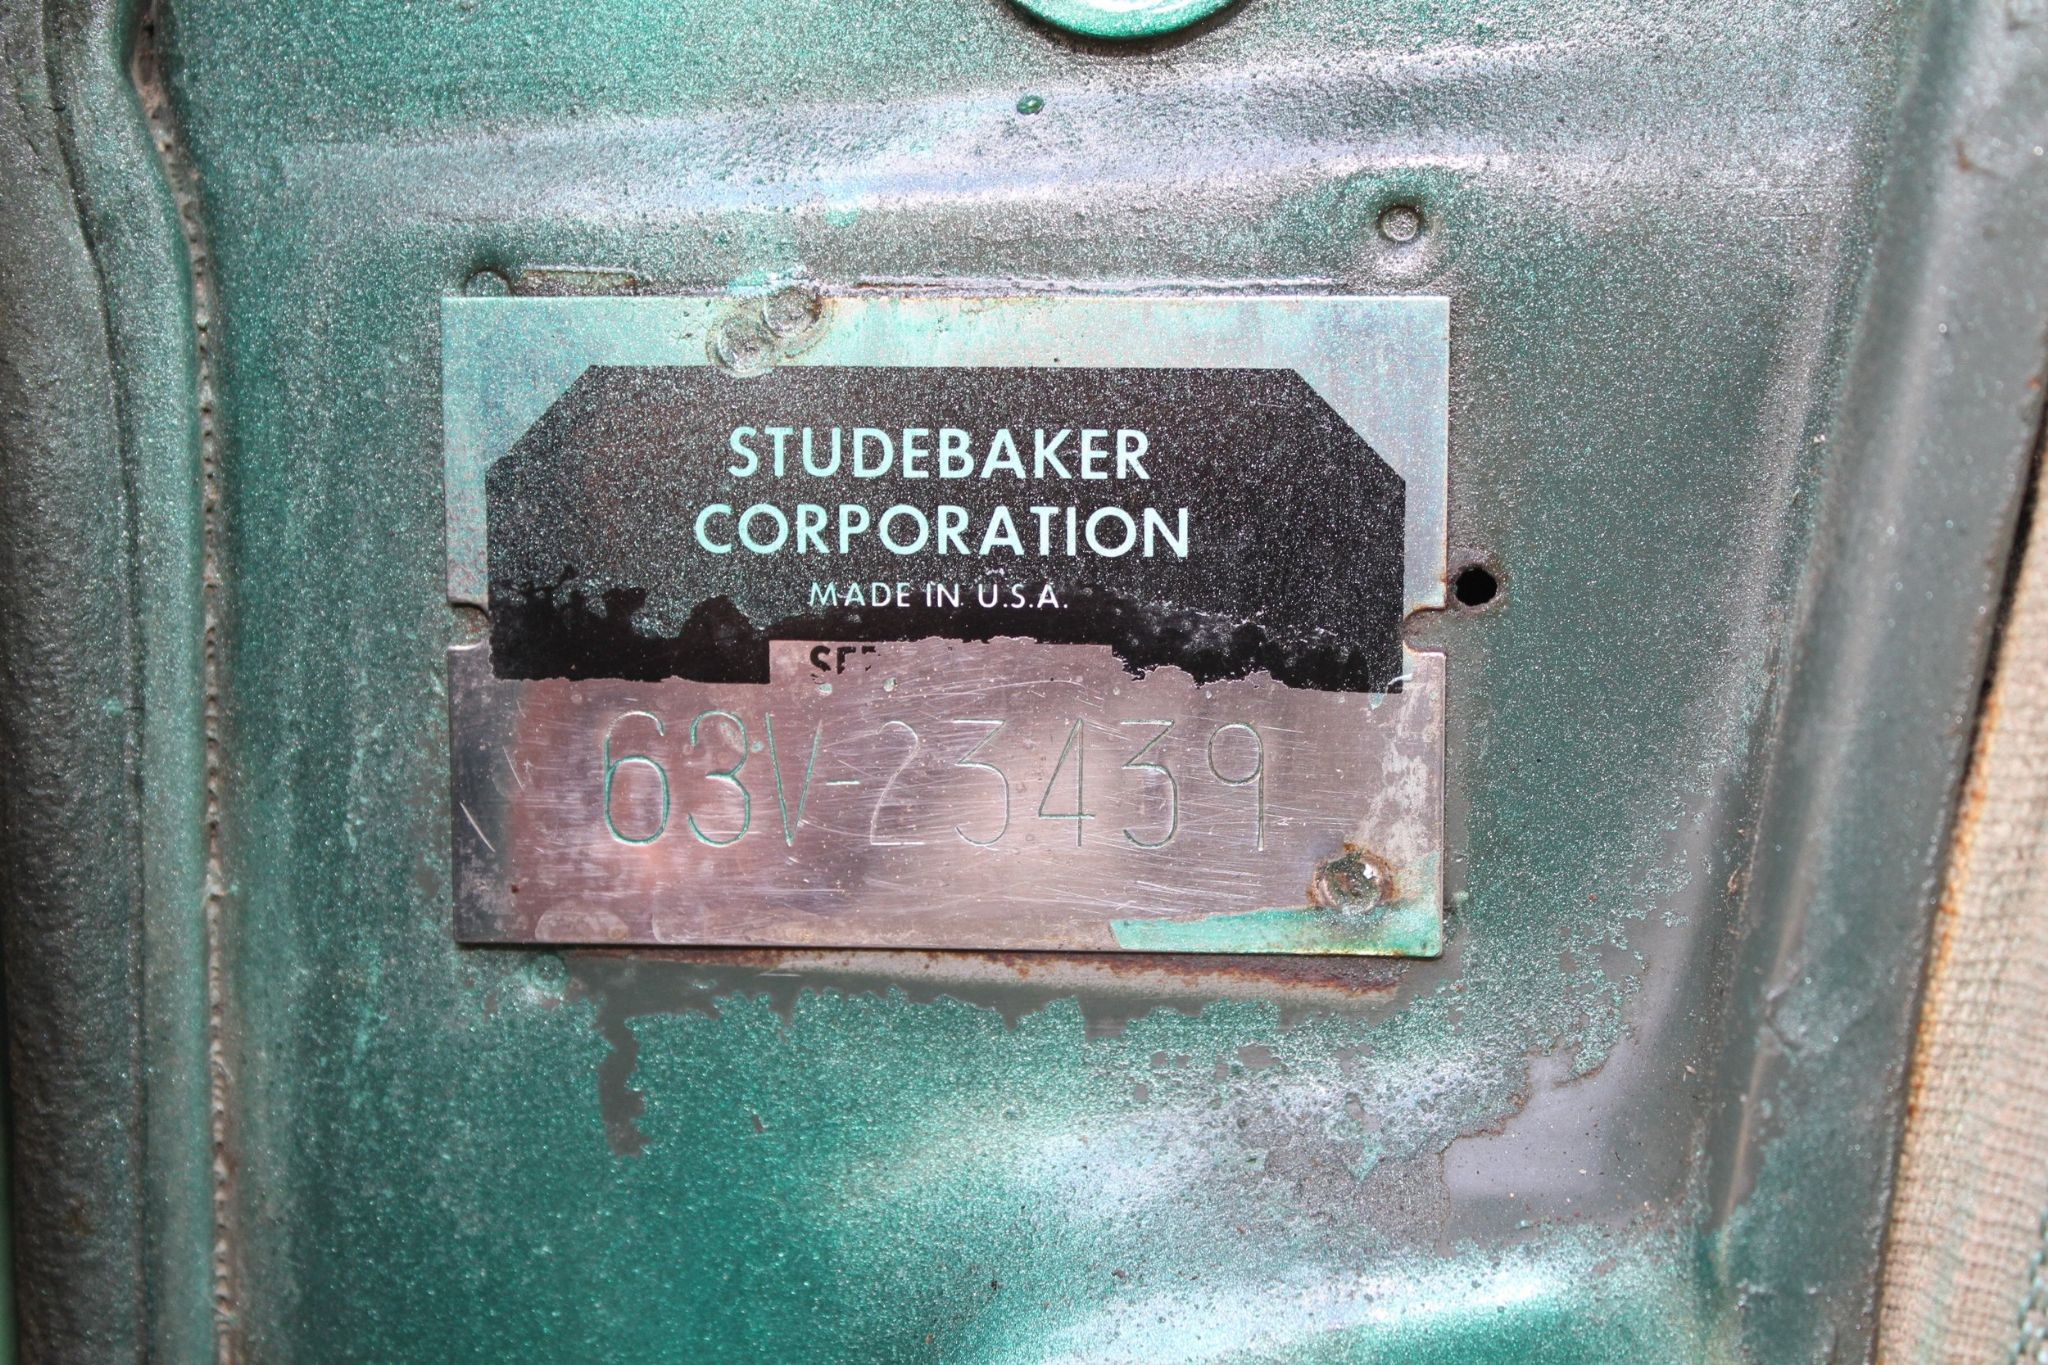 STUDEBAKER
CORPORATION
MADE IN U.S.A.
63V-23439